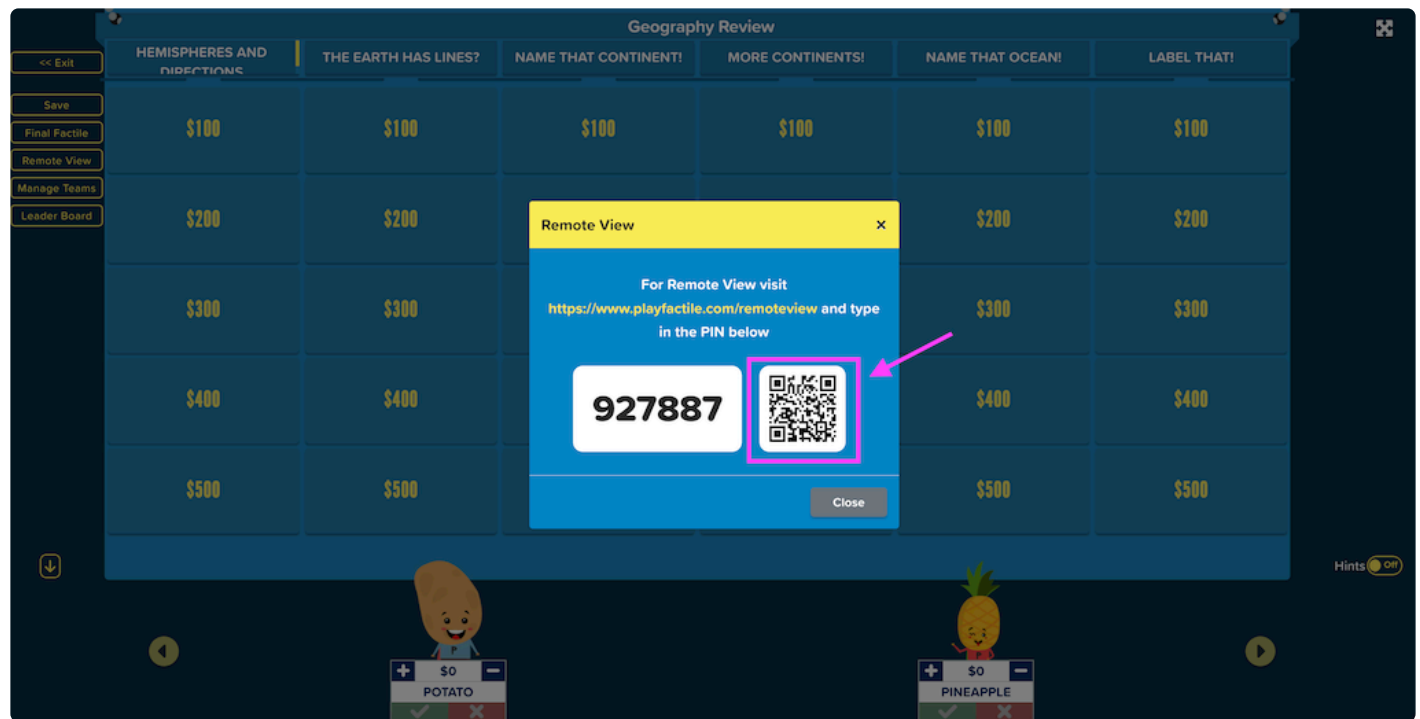 Geography Review
<< Exit
Save
Final Factile
Remote View
Manage Teams
Leader Board
HEMISPHERES AND
DIRECTIONS
THE EARTH HAS LINES?
NAME THAT CONTINENT!
MORE CONTINENTS!
NAME THAT OCEAN!
LABEL THAT!
$100 $100 $100 $100 $100 $100
$200 $200 $200 $200
$300 $300 $300 $300
$400 $400 $400 $400
$500 $500 $500 $500
Remote View ×
For Remote View visit
https://www.playfactile.com/remoteview and type
in the PIN below
927887
Close
Hints Off
P
$0
POTATO
P
$0
PINEAPPLE